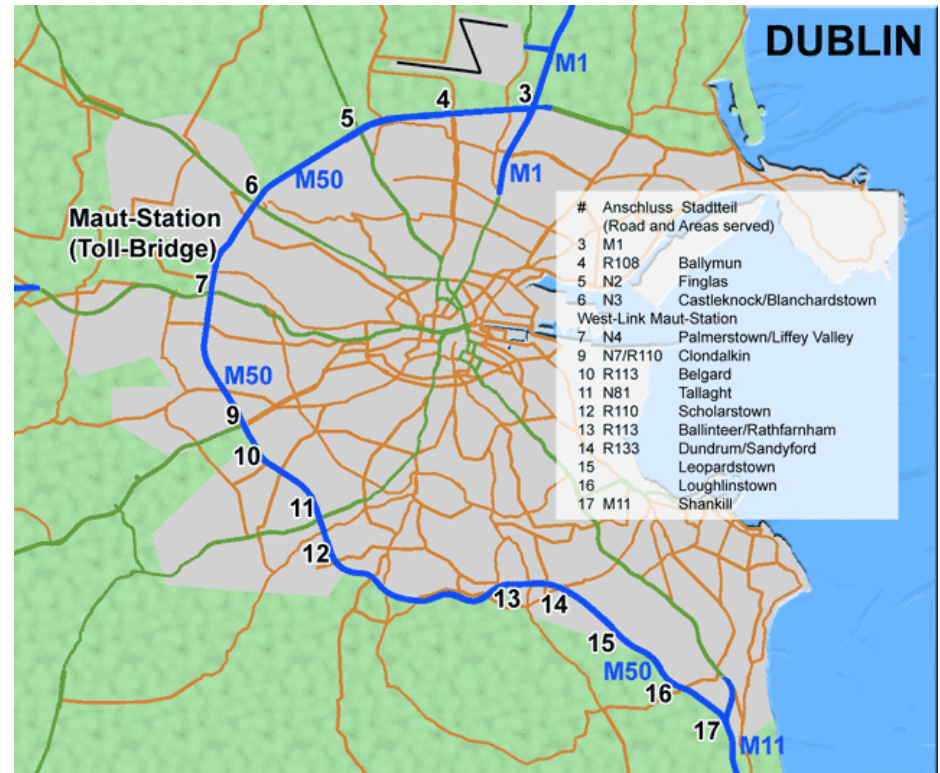 DUBLIN
M1
3
4
5
M50
M1
6
Maut-Station
(Toll-Bridge)
7
M50
9
10
11
12
13
14
15
M50
16
17
M11
# Anschluss Stadtteil
(Road and Areas served)
3 M1
4 R108 Ballymun
5 N2 Finglas
6 N3 Castleknock/Blanchardstown
West-Link Maut-Station
7 N4 Palmerstown/Liffey Valley
9 N7/R110 Clondalkin
10 R113 Belgard
11 N81 Tallaght
12 R110 Scholarstown
13 R113 Ballinteer/Rathfarnham
14 R133 Dundrum/Sandyford
15 Leopardstown
16 Loughlinstown
17 M11 Shankill